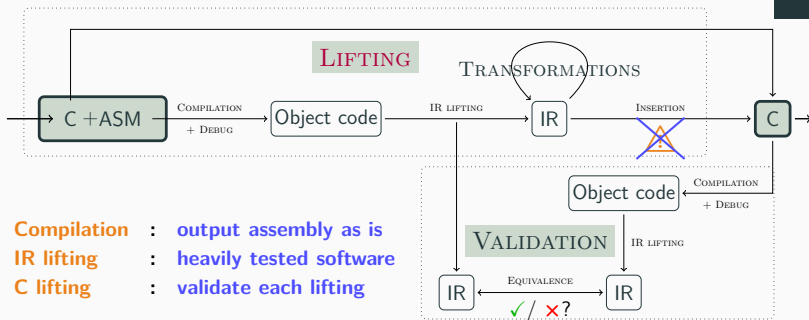 LIFTING
TRANSFORMATIONS
C +ASM
COMPILATION
+ DEBUG
Object code
IR LIFTING
IR
INSERTION
C
Object code
COMPILATION
+ DEBUG
VALIDATION
IR LIFTING
Compilation : output assembly as is
IR lifting : heavily tested software
C lifting : validate each lifting
IR
EQUIVALENCE
✓/ ×?
IR